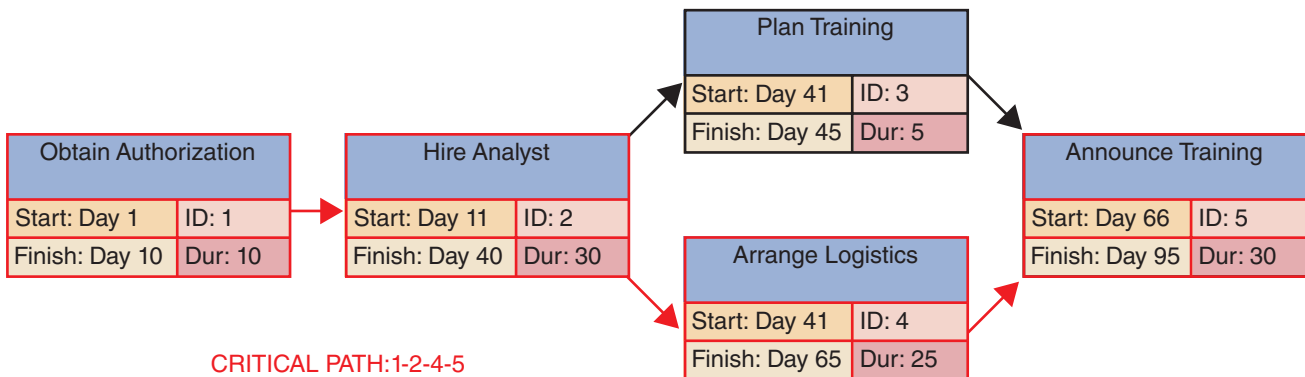 Plan Training
Start: Day 41 ID: 3
Finish: Day 45 Dur: 5
Obtain Authorization
Start: Day 1 ID: 1
Finish: Day 10 Dur: 10
Hire Analyst
Start: Day 11 ID: 2
Finish: Day 40 Dur: 30
Announce Training
Start: Day 66 ID: 5
Finish: Day 95 Dur: 30
Arrange Logistics
Start: Day 41 ID: 4
Finish: Day 65 Dur: 25
CRITICAL PATH:1-2-4-5